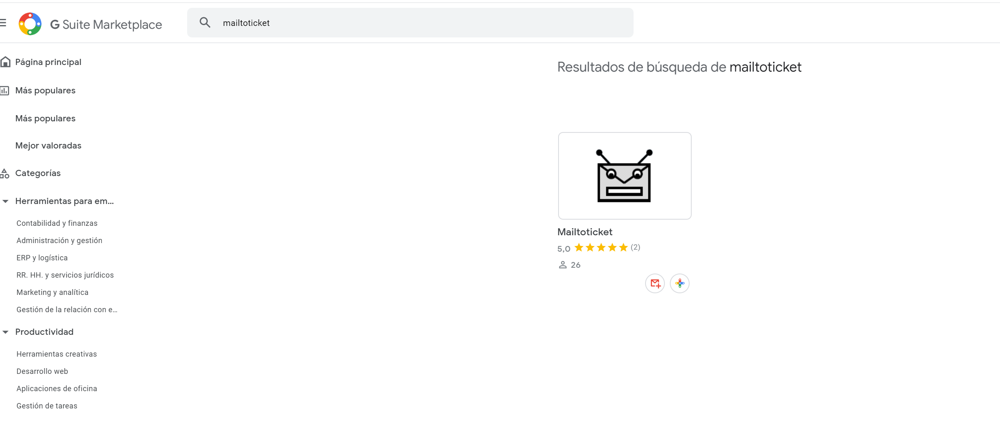 G Suite Marketplace
mailtoticket
Página principal
Más populares
Más populares
Mejor valoradas
Categorías
Herramientas para em...
Contabilidad y finanzas
Administración y gestión
ERP y logística
RR. HH. y servicios jurídicos
Marketing y analítica
Gestión de la relación con e...
Productividad
Herramientas creativas
Desarrollo web
Aplicaciones de oficina
Gestión de tareas
Resultados de búsqueda de mailtoticket
Mailtoticket
5,0 (2)
26